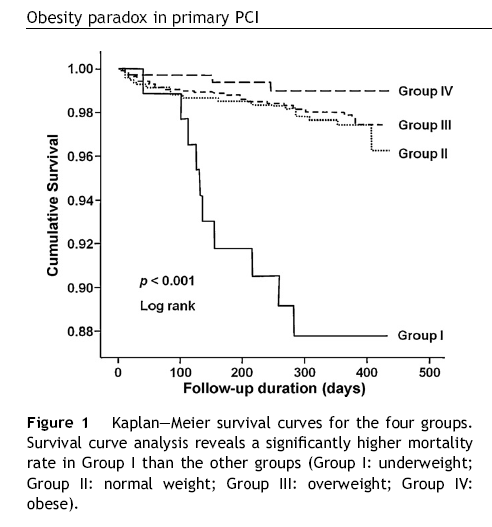 Obesity paradox in primary PCI
1.00
0.98
0.96
0.94
0.92
0.90
0.88
Cumulative Survival
Group IV
Group III
Group II
p < 0.001
Log rank
Group I
0 100 200 300 400 500
Follow-up duration (days)
Figure 1 Kaplan—Meier survival curves for the four groups.
Survival curve analysis reveals a significantly higher mortality
rate in Group I than the other groups (Group I: underweight;
Group II: normal weight; Group III: overweight; Group IV:
obese).